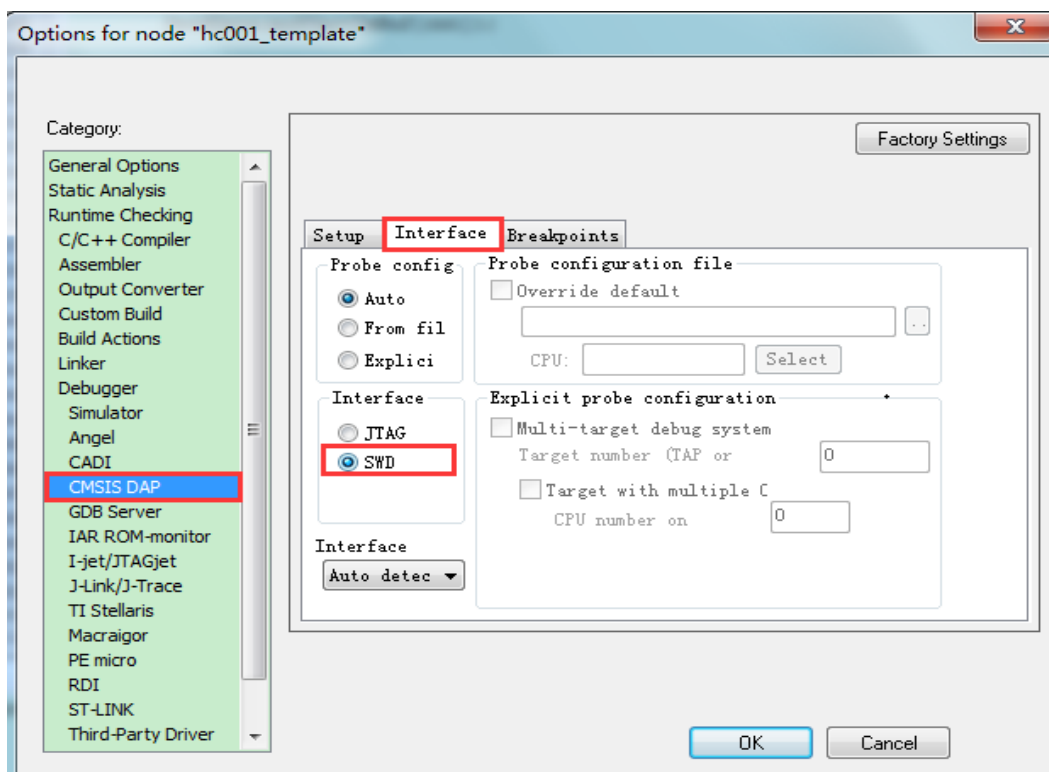 Options for node "hc001_template"
Category:
Factory Settings
General Options
Static Analysis
Runtime Checking
C/C++ Compiler
Assembler
Output Converter
Custom Build
Build Actions
Linker
Debugger
Simulator
Angel
CADI
CMSIS DAP
GDB Server
IAR ROM-monitor
I-jet/JTAGjet
J-Link/J-Trace
TI Stellaris
Macraigor
PE micro
RDI
ST-LINK
Third-Party Driver
Setup Interface Breakpoints
Probe config
Auto
From fil
Explici
Probe configuration file
Override default
..
CPU: Select
Interface
JTAG
SWD
Interface
Auto detec
Explicit probe configuration
Multi-target debug system
Target number (TAP or 0
Target with multiple C
CPU number on 0
OK Cancel